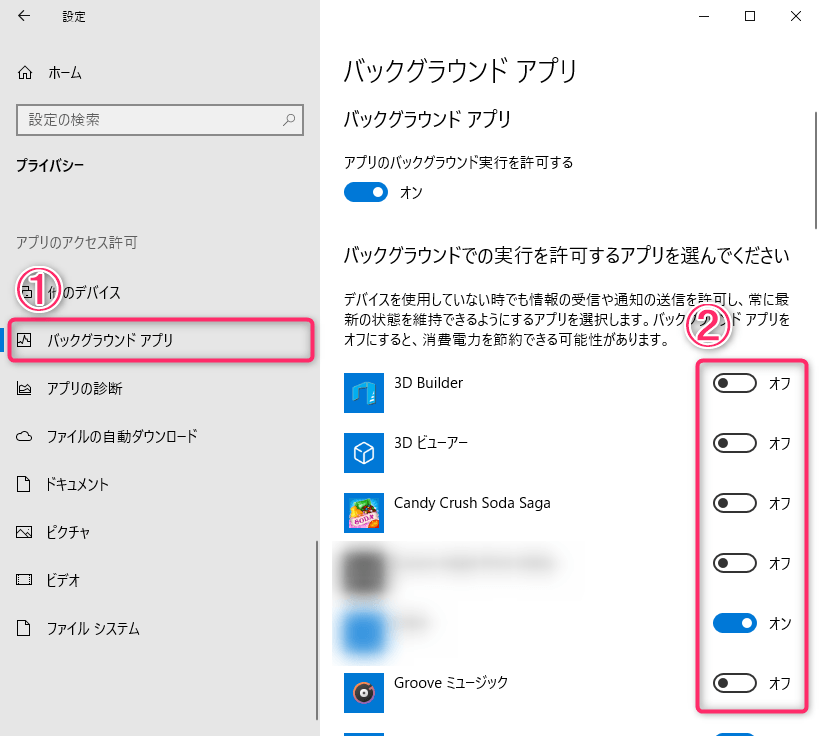 設定
ホーム
設定の検索
プライバシー
アプリのアクセス許可
①
他のデバイス
バックグラウンド アプリ
アプリの診断
ファイルの自動ダウンロード
ドキュメント
ピクチャ
ビデオ
ファイル システム
バックグラウンド アプリ
バックグラウンド アプリ
アプリのバックグラウンド実行を許可する
オン
バックグラウンドでの実行を許可するアプリを選んでください
デバイスを使用していない時でも情報の受信や通知の送信を許可し、常に最
新の状態を維持できるようにするアプリを選択します。バックグラウンド アプリを
オフにすると、消費電力を節約できる可能性があります。
②
3D Builder オフ
3D ビューアー オフ
Candy Crush Soda Saga オフ
オフ
オン
Groove ミュージック オフ